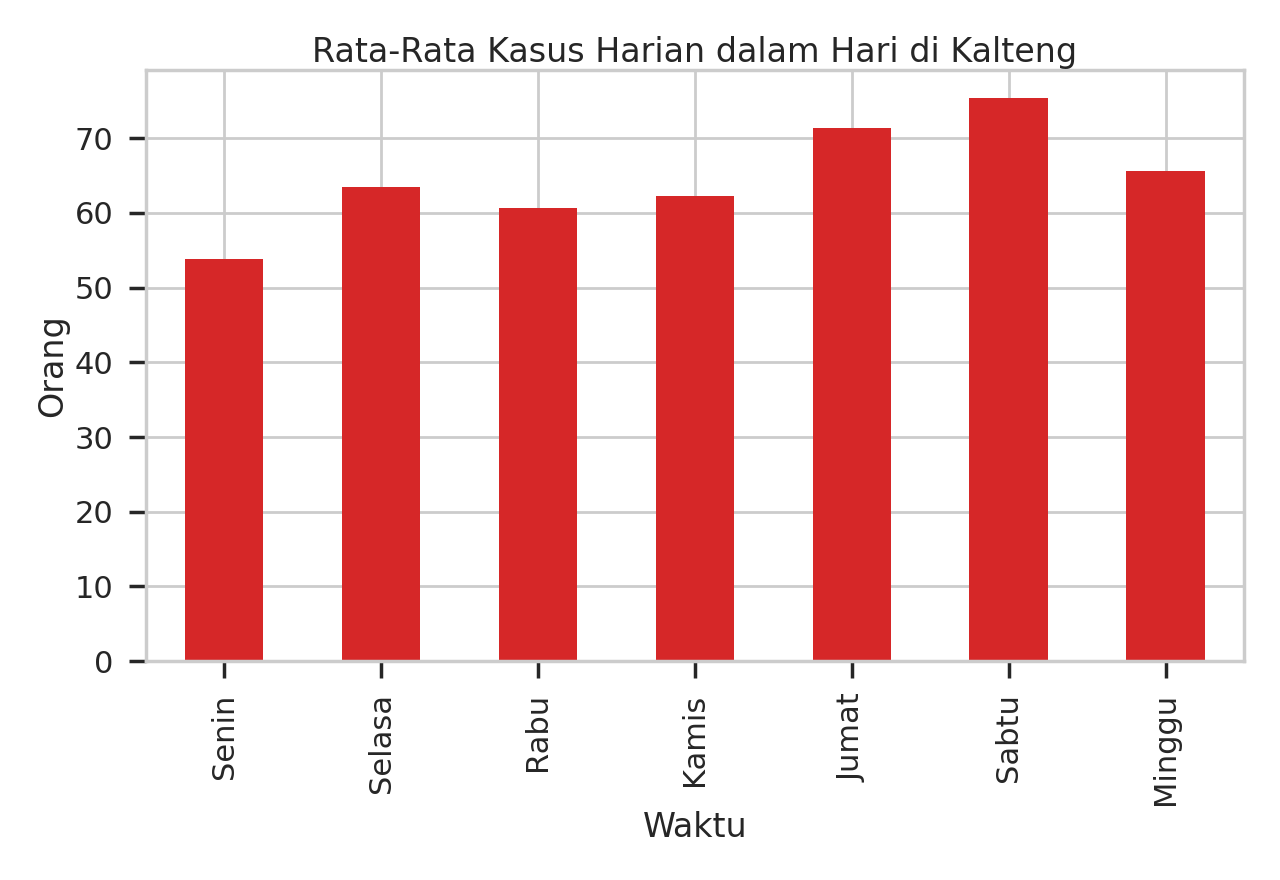 Rata-Rata Kasus Harian dalam Hari di Kalteng
Orang
70
60
50
40
30
20
10
0
Senin
Selasa
Rabu
Kamis
Jumat
Sabtu
Minggu
Waktu